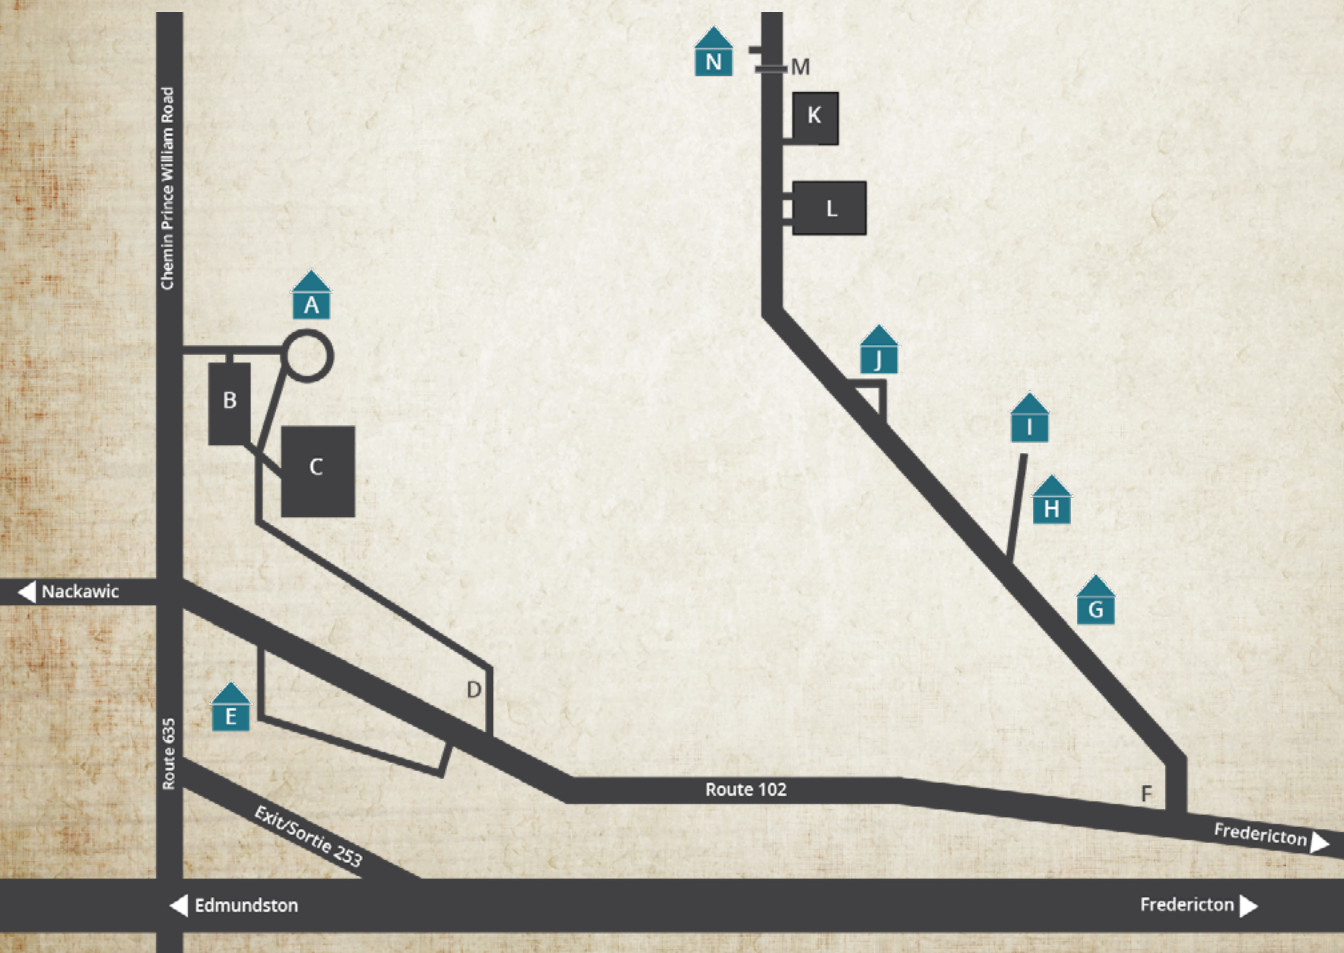 N
M
K
Chemin Prince William Road
L
A
J
B
I
C
H
Nackawic
G
D
E
Route 635
Route 102
F
Exit/Sortie 253
Fredericton
Edmundston
Fredericton